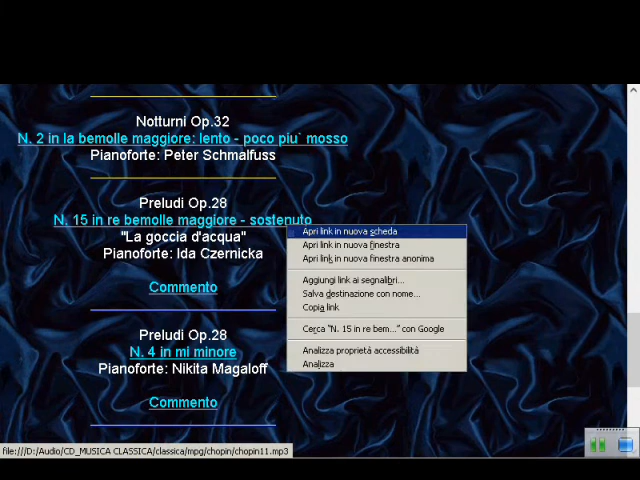 Notturni Op.32
N. 2 in la bemolle maggiore: lento - poco piu` mosso
Pianoforte: Peter Schmalfuss
Preludi Op.28
N. 15 in re bemolle maggiore - sostenuto
"La goccia d'acqua"
Pianoforte: Ida Czernicka
Commento
Preludi Op.28
N. 4 in mi minore
Pianoforte: Nikita Magaloff
Commento
Apri link in nuova scheda
Apri link in nuova finestra
Apri link in nuova finestra anonima
Aggiungi link ai segnalibri...
Salva destinazione con nome...
Copia link
Cerca "N. 15 in re bem..." con Google
Analizza proprietà accessibilità
Analizza
file:///D:/Audio/CD_MUSICA CLASSICA/classica/mpg/chopin/chopin11.mp3